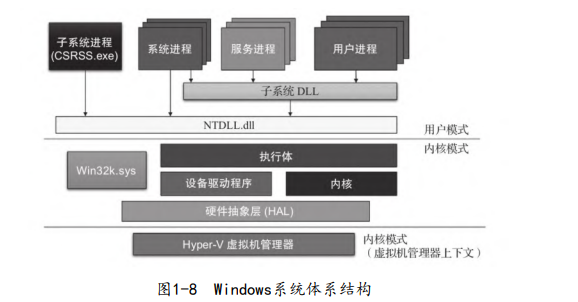 子系统进程
(CSRSS.exe)
系统进程
服务进程
用户进程
子系统 DLL
NTDLL.dll
用户模式
内核模式
Win32k.sys
执行体
设备驱动程序
内核
硬件抽象层 (HAL)
Hyper-V 虚拟机管理器
内核模式
(虚拟机管理器上下文)
图1-8 Windows系统体系结构